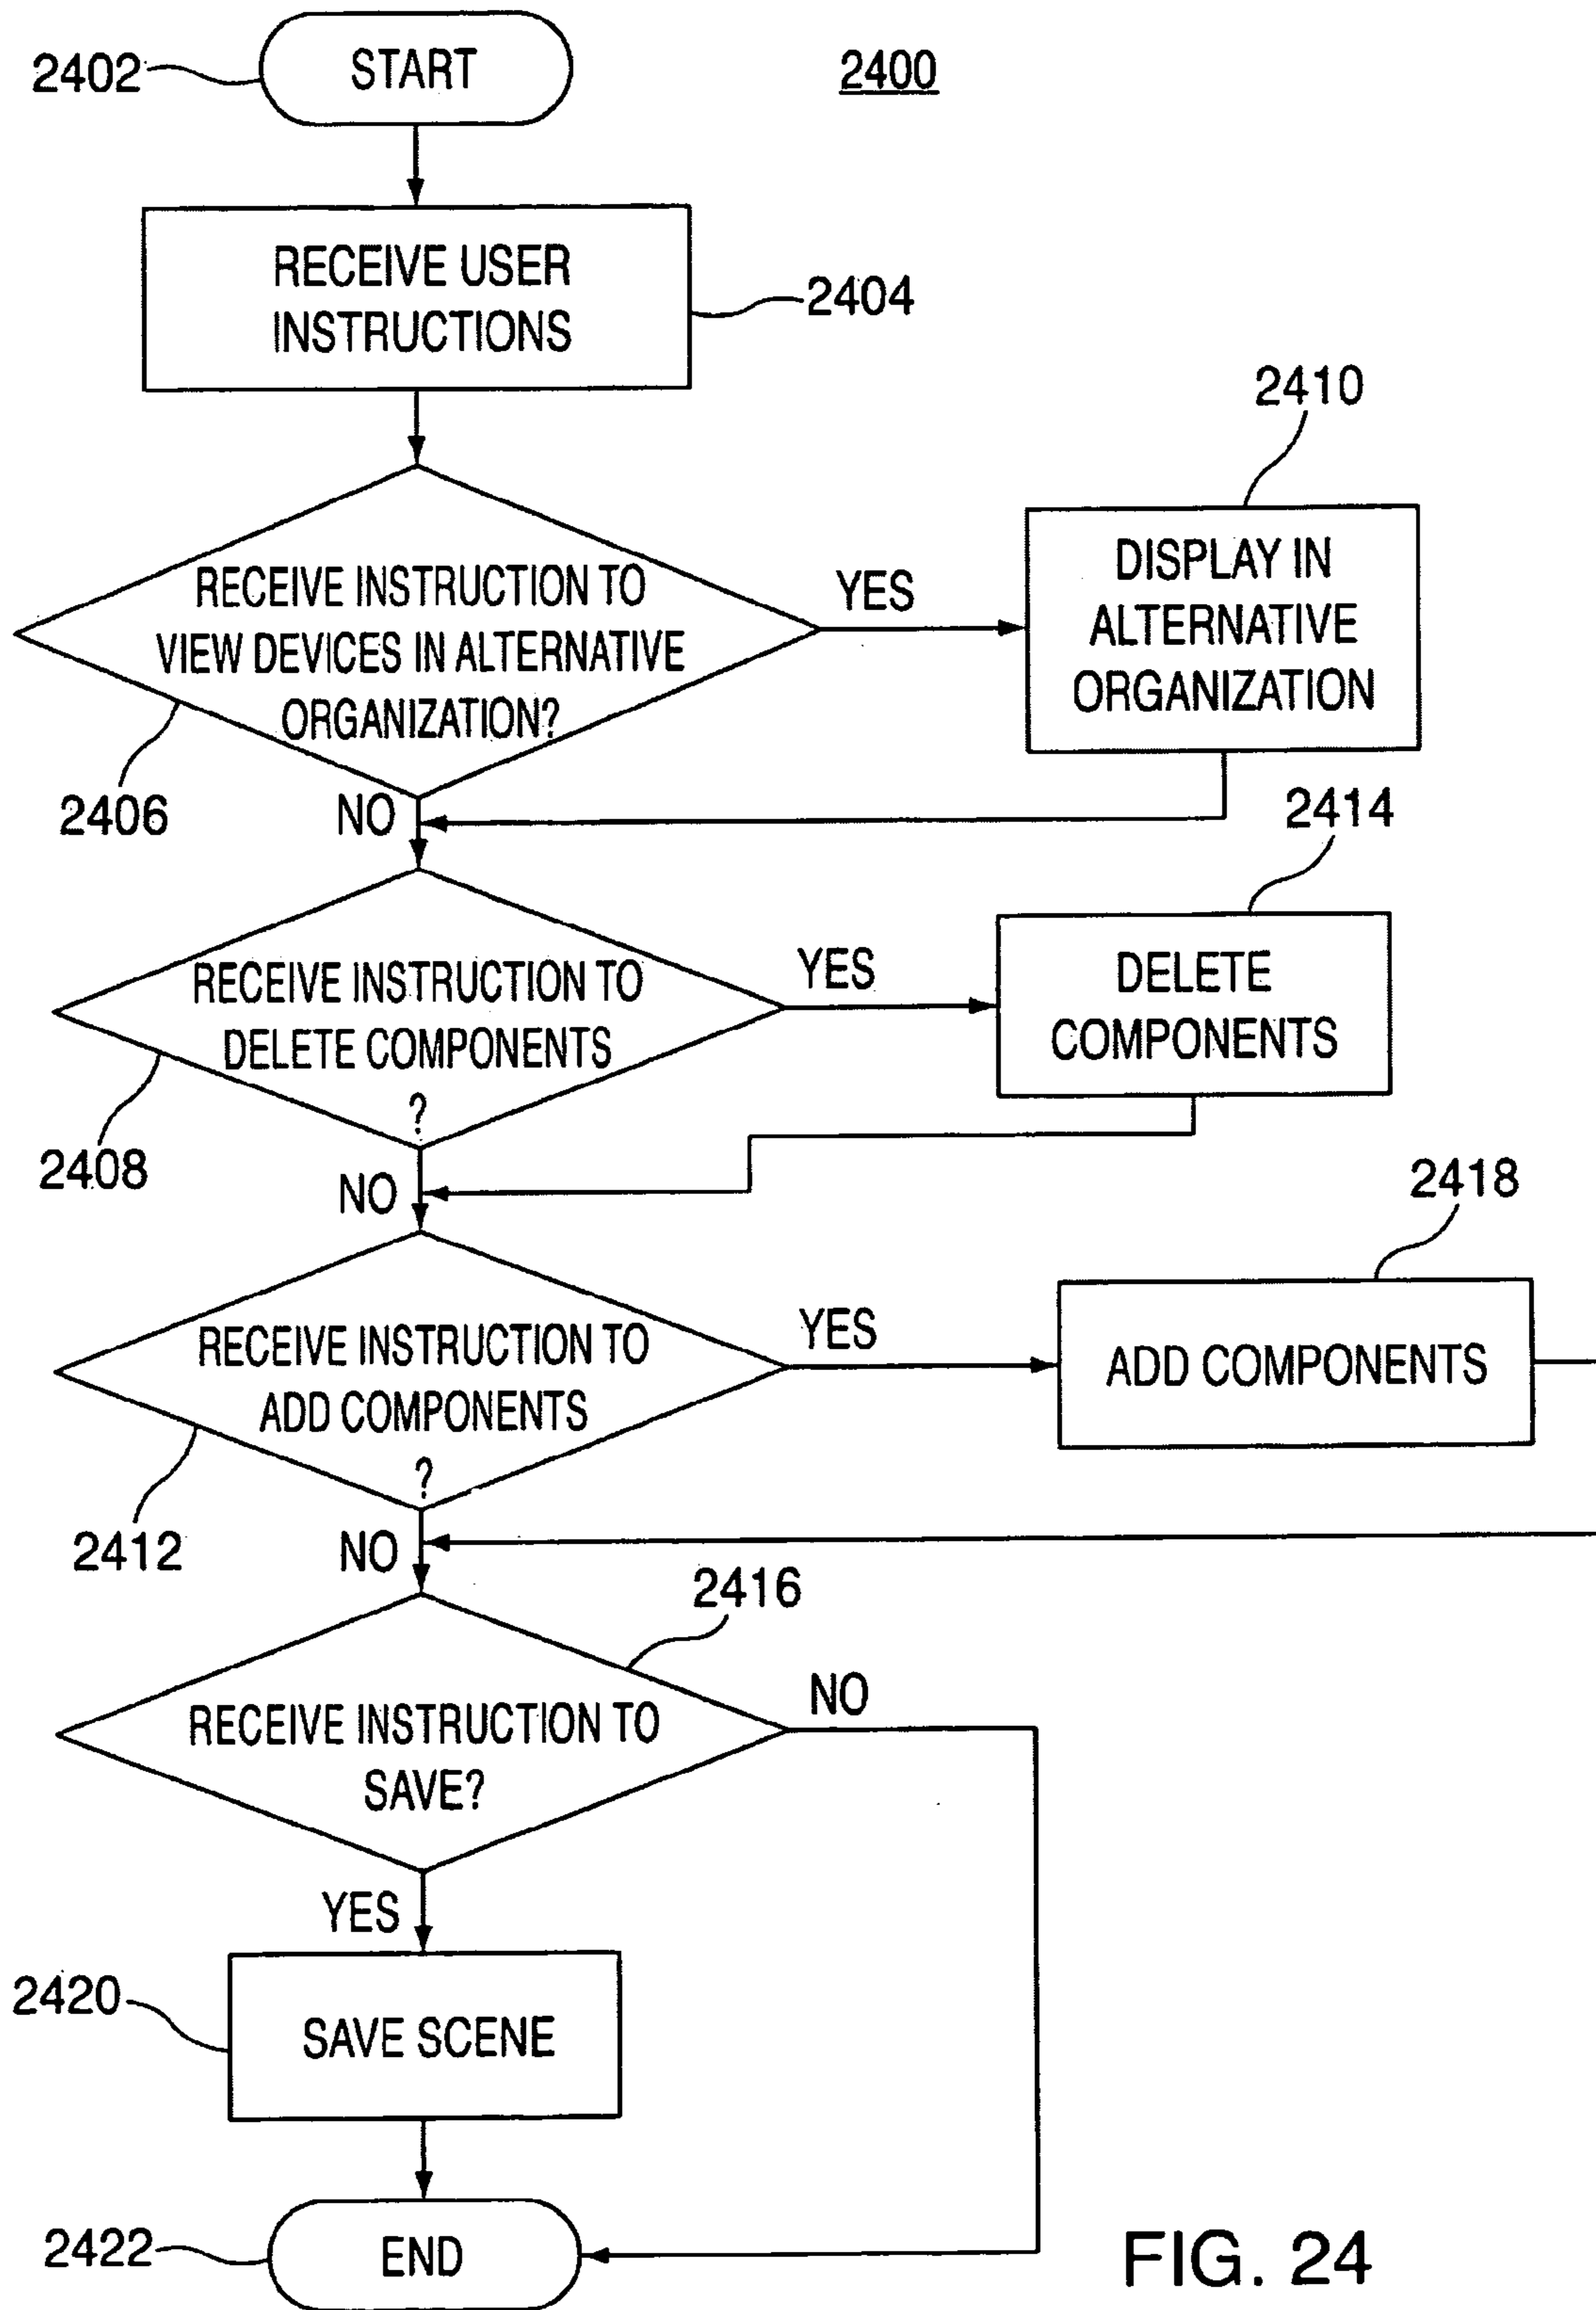 2402
START
2400
RECEIVE USER
INSTRUCTIONS
2404
2410
RECEIVE INSTRUCTION TO
VIEW DEVICES IN ALTERNATIVE
ORGANIZATION?
YES
DISPLAY IN
ALTERNATIVE
ORGANIZATION
2406
NO
2414
RECEIVE INSTRUCTION TO
DELETE COMPONENTS
?
YES
DELETE
COMPONENTS
2408
NO
2418
RECEIVE INSTRUCTION TO
ADD COMPONENTS
?
YES
ADD COMPONENTS
2412
NO
2416
RECEIVE INSTRUCTION TO
SAVE?
NO
YES
2420
SAVE SCENE
2422
END
FIG. 24